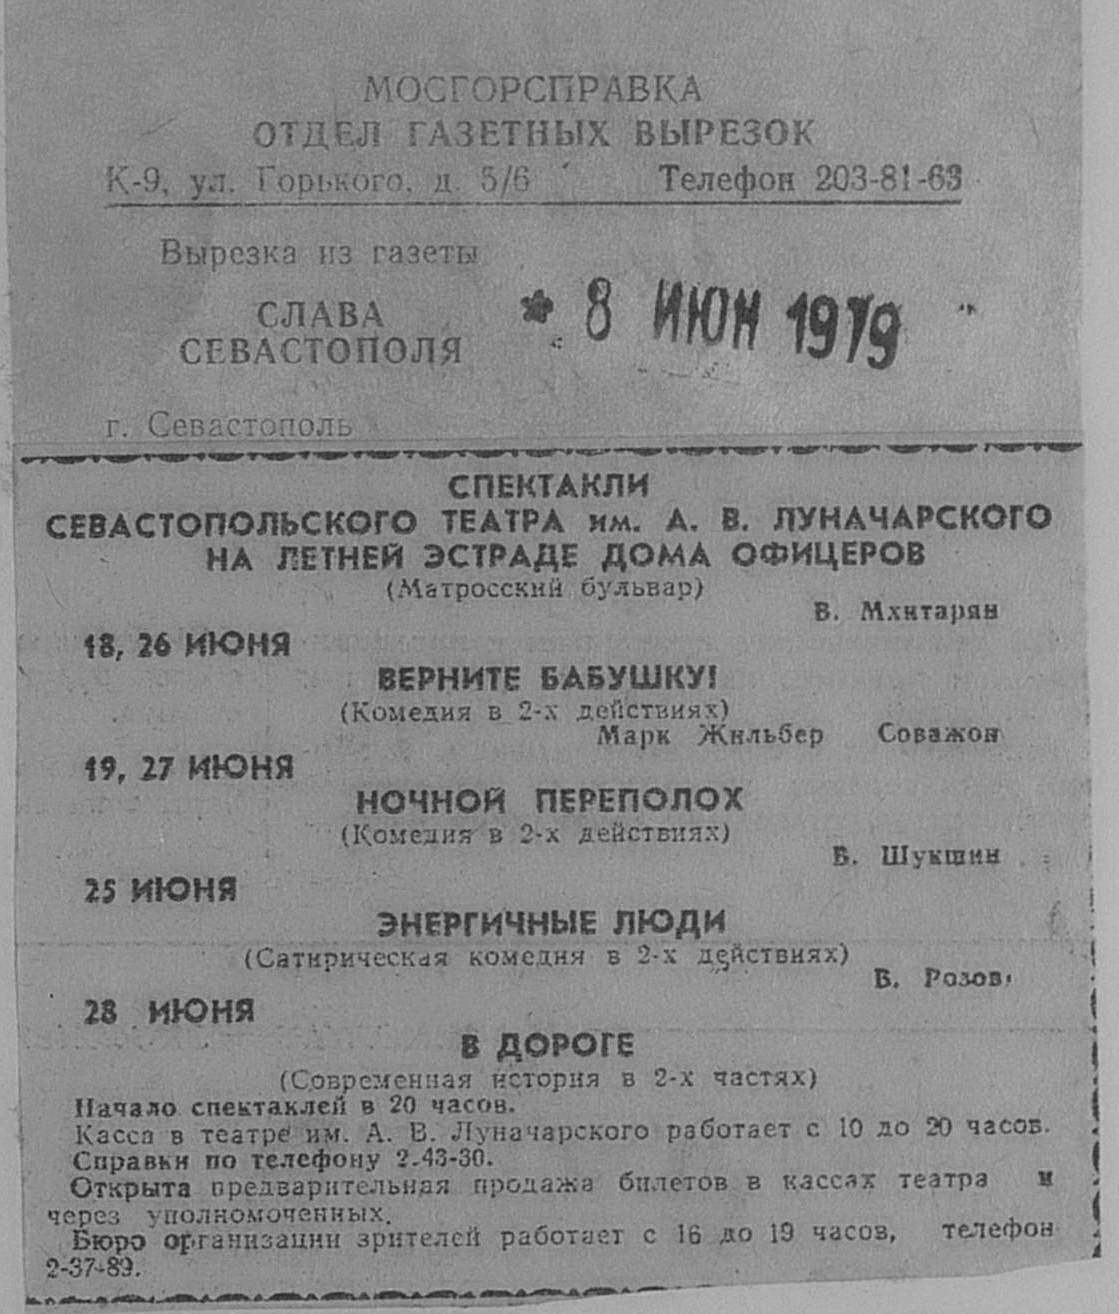 МОСГОРСПРАВКА
ОТДЕЛ ГАЗЕТНЫХ ВЫРЕЗОК
К-9, ул. Горького, д. 5/6 Телефон 203-81-63
Вырезка из газеты
СЛАВА
СЕВАСТОПОЛЯ
* 8 ИЮН 1979
г. Севастополь
СПЕКТАКЛИ
СЕВАСТОПОЛЬСКОГО ТЕАТРА им. А. В. ЛУНАЧАРСКОГО
НА ЛЕТНЕЙ ЭСТРАДЕ ДОМА ОФИЦЕРОВ
(Матросский бульвар)
В. Мхитарян
18, 26 ИЮНЯ
ВЕРНИТЕ БАБУШКУ!
(Комедия в 2-х действиях)
Марк Жильбер Соважон
19, 27 ИЮНЯ
НОЧНОЙ ПЕРЕПОЛОХ
(Комедия в 2-х действиях)
В. Шукшин
25 ИЮНЯ
ЭНЕРГИЧНЫЕ ЛЮДИ
(Сатирическая комедия в 2-х действиях)
В. Розов
28 ИЮНЯ
В ДОРОГЕ
(Современная история в 2-х частях)
Начало спектаклей в 20 часов.
Касса в театре им. А. В. Луначарского работает с 10 до 20 часов.
Справки по телефону 2-43-30.
Открыта предварительная продажа билетов в кассах театра и
через уполномоченных.
Бюро организации зрителей работает с 16 до 19 часов, телефон
2-37-89.